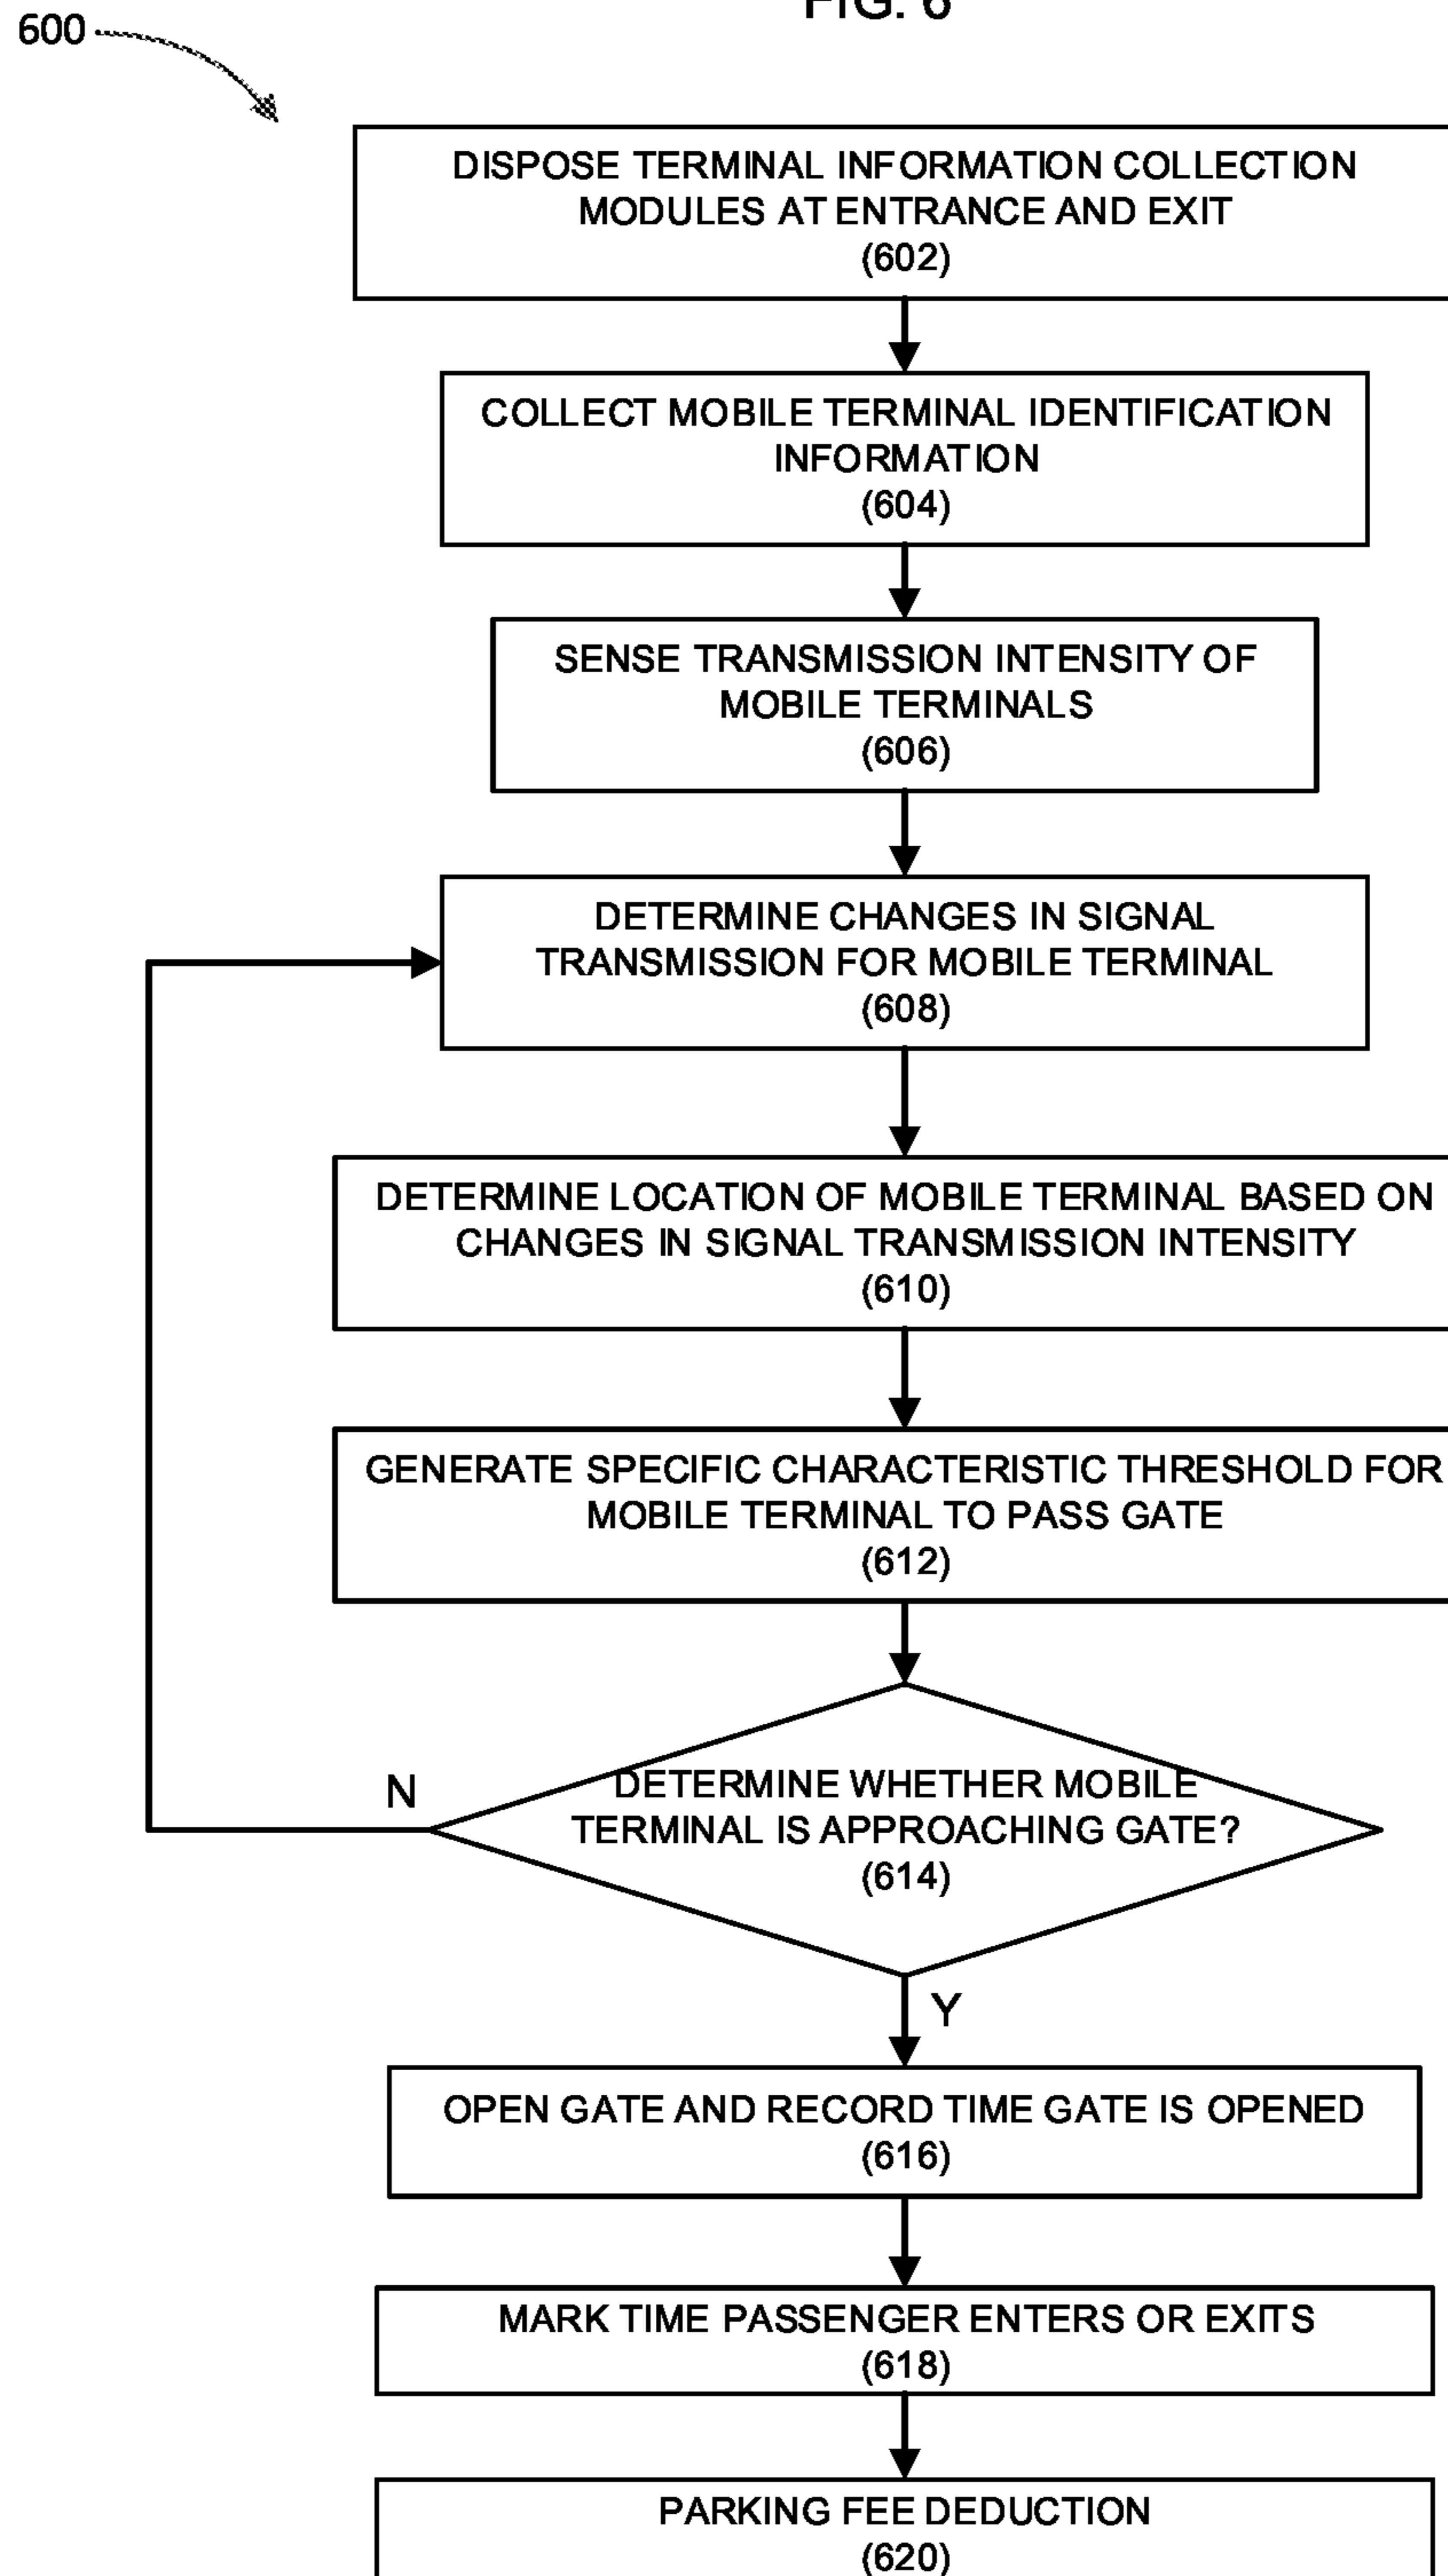 FIG. 6
600
DISPOSE TERMINAL INFORMATION COLLECTION
MODULES AT ENTRANCE AND EXIT
(602)
COLLECT MOBILE TERMINAL IDENTIFICATION
INFORMATION
(604)
SENSE TRANSMISSION INTENSITY OF
MOBILE TERMINALS
(606)
DETERMINE CHANGES IN SIGNAL
TRANSMISSION FOR MOBILE TERMINAL
(608)
DETERMINE LOCATION OF MOBILE TERMINAL BASED ON
CHANGES IN SIGNAL TRANSMISSION INTENSITY
(610)
GENERATE SPECIFIC CHARACTERISTIC THRESHOLD FOR
MOBILE TERMINAL TO PASS GATE
(612)
N
DETERMINE WHETHER MOBILE
TERMINAL IS APPROACHING GATE?
(614)
Y
OPEN GATE AND RECORD TIME GATE IS OPENED
(616)
MARK TIME PASSENGER ENTERS OR EXITS
(618)
PARKING FEE DEDUCTION
(620)